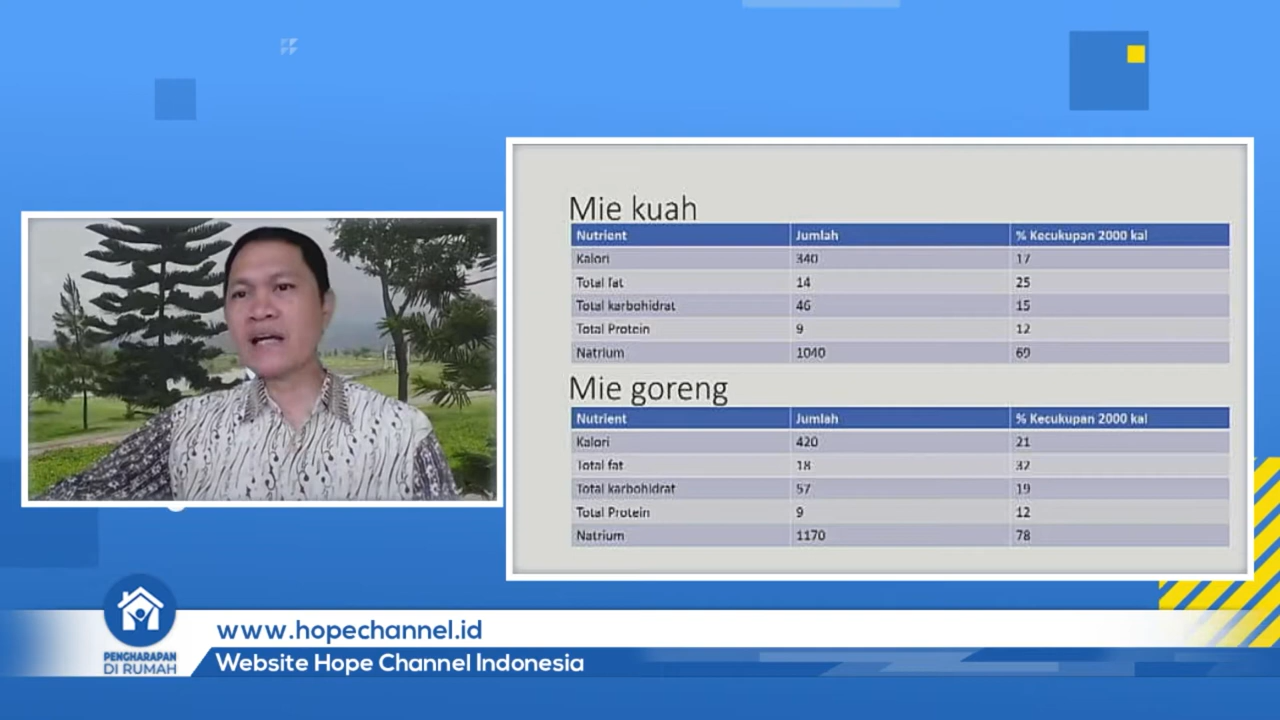 Mie kuah
Nutrient Jumlah % Kecukupan 2000 kal
Kalori 340 17
Total fat 14 25
Total karbohidrat 46 15
Total Protein 9 12
Natrium 1040 69
Mie goreng
Nutrient Jumlah % Kecukupan 2000 kal
Kalori 420 21
Total fat 18 32
Total karbohidrat 57 19
Total Protein 9 12
Natrium 1170 78
www.hopechannel.id
PENGHARAPAN
DI RUMAH
Website Hope Channel Indonesia